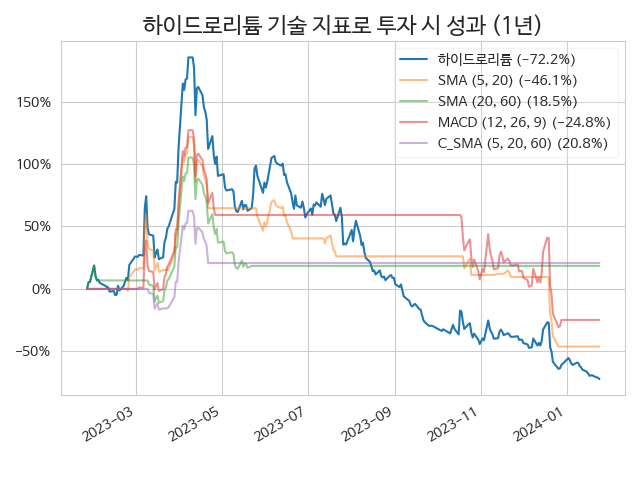 하이드로리튬 기술 지표로 투자 시 성과 (1년)
하이드로리튬 (−72.2%)
SMA (5, 20) (−46.1%)
SMA (20, 60) (18.5%)
MACD (12, 26, 9) (−24.8%)
C_SMA (5, 20, 60) (20.8%)
150%
100%
50%
0%
−50%
2023−03
2023−05
2023−07
2023−09
2023−11
2024−01